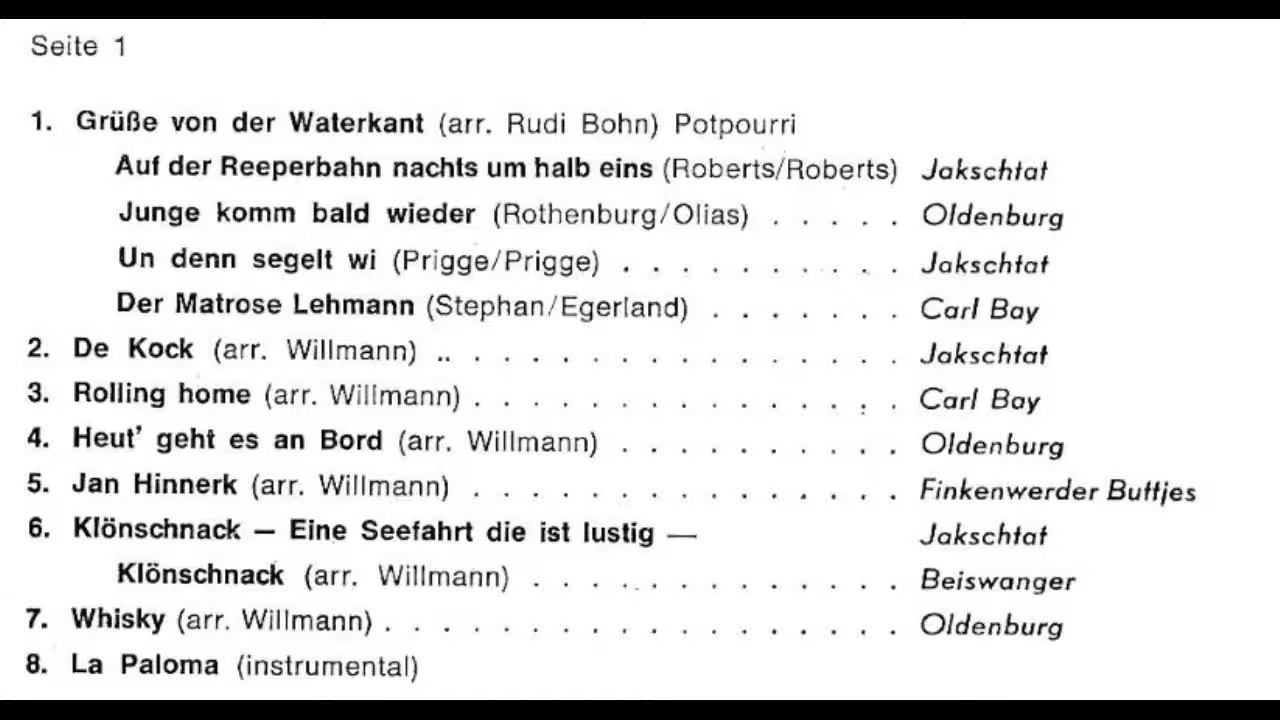 Seite 1
1. Grüße von der Waterkant (arr. Rudi Bohn) Potpourri
Auf der Reeperbahn nachts um halb eins (Roberts/Roberts) Jakschtat
Junge komm bald wieder (Rothenburg/Olias) . . . . . Oldenburg
Un denn segelt wi (Prigge/Prigge) . . . . . . . . . . Jakschtat
Der Matrose Lehmann (Stephan/Egerland) . . . . . . . Carl Bay
2. De Kock (arr. Willmann) .. . . . . . . . . . . . . . . . Jakschtat
3. Rolling home (arr. Willmann) . . . . . . . . . . . . . . . Carl Bay
4. Heut' geht es an Bord (arr. Willmann) . . . . . . . . . . Oldenburg
5. Jan Hinnerk (arr. Willmann) . . . . . . . . . . . . . . . Finkenwerder Buttjes
6. Klönschnack — Eine Seefahrt die ist lustig — Jakschtat
Klönschnack (arr. Willmann) . . . . . . . . . . . . . Beiswanger
7. Whisky (arr. Willmann) . . . . . . . . . . . . . . . . . . Oldenburg
8. La Paloma (instrumental)